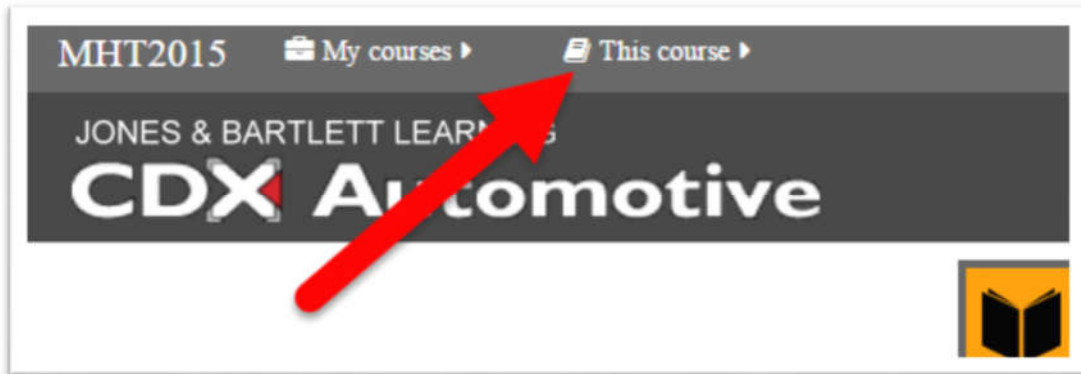 MHT2015 My courses This course
JONES & BARTLETT LEARNING
CDX Automotive